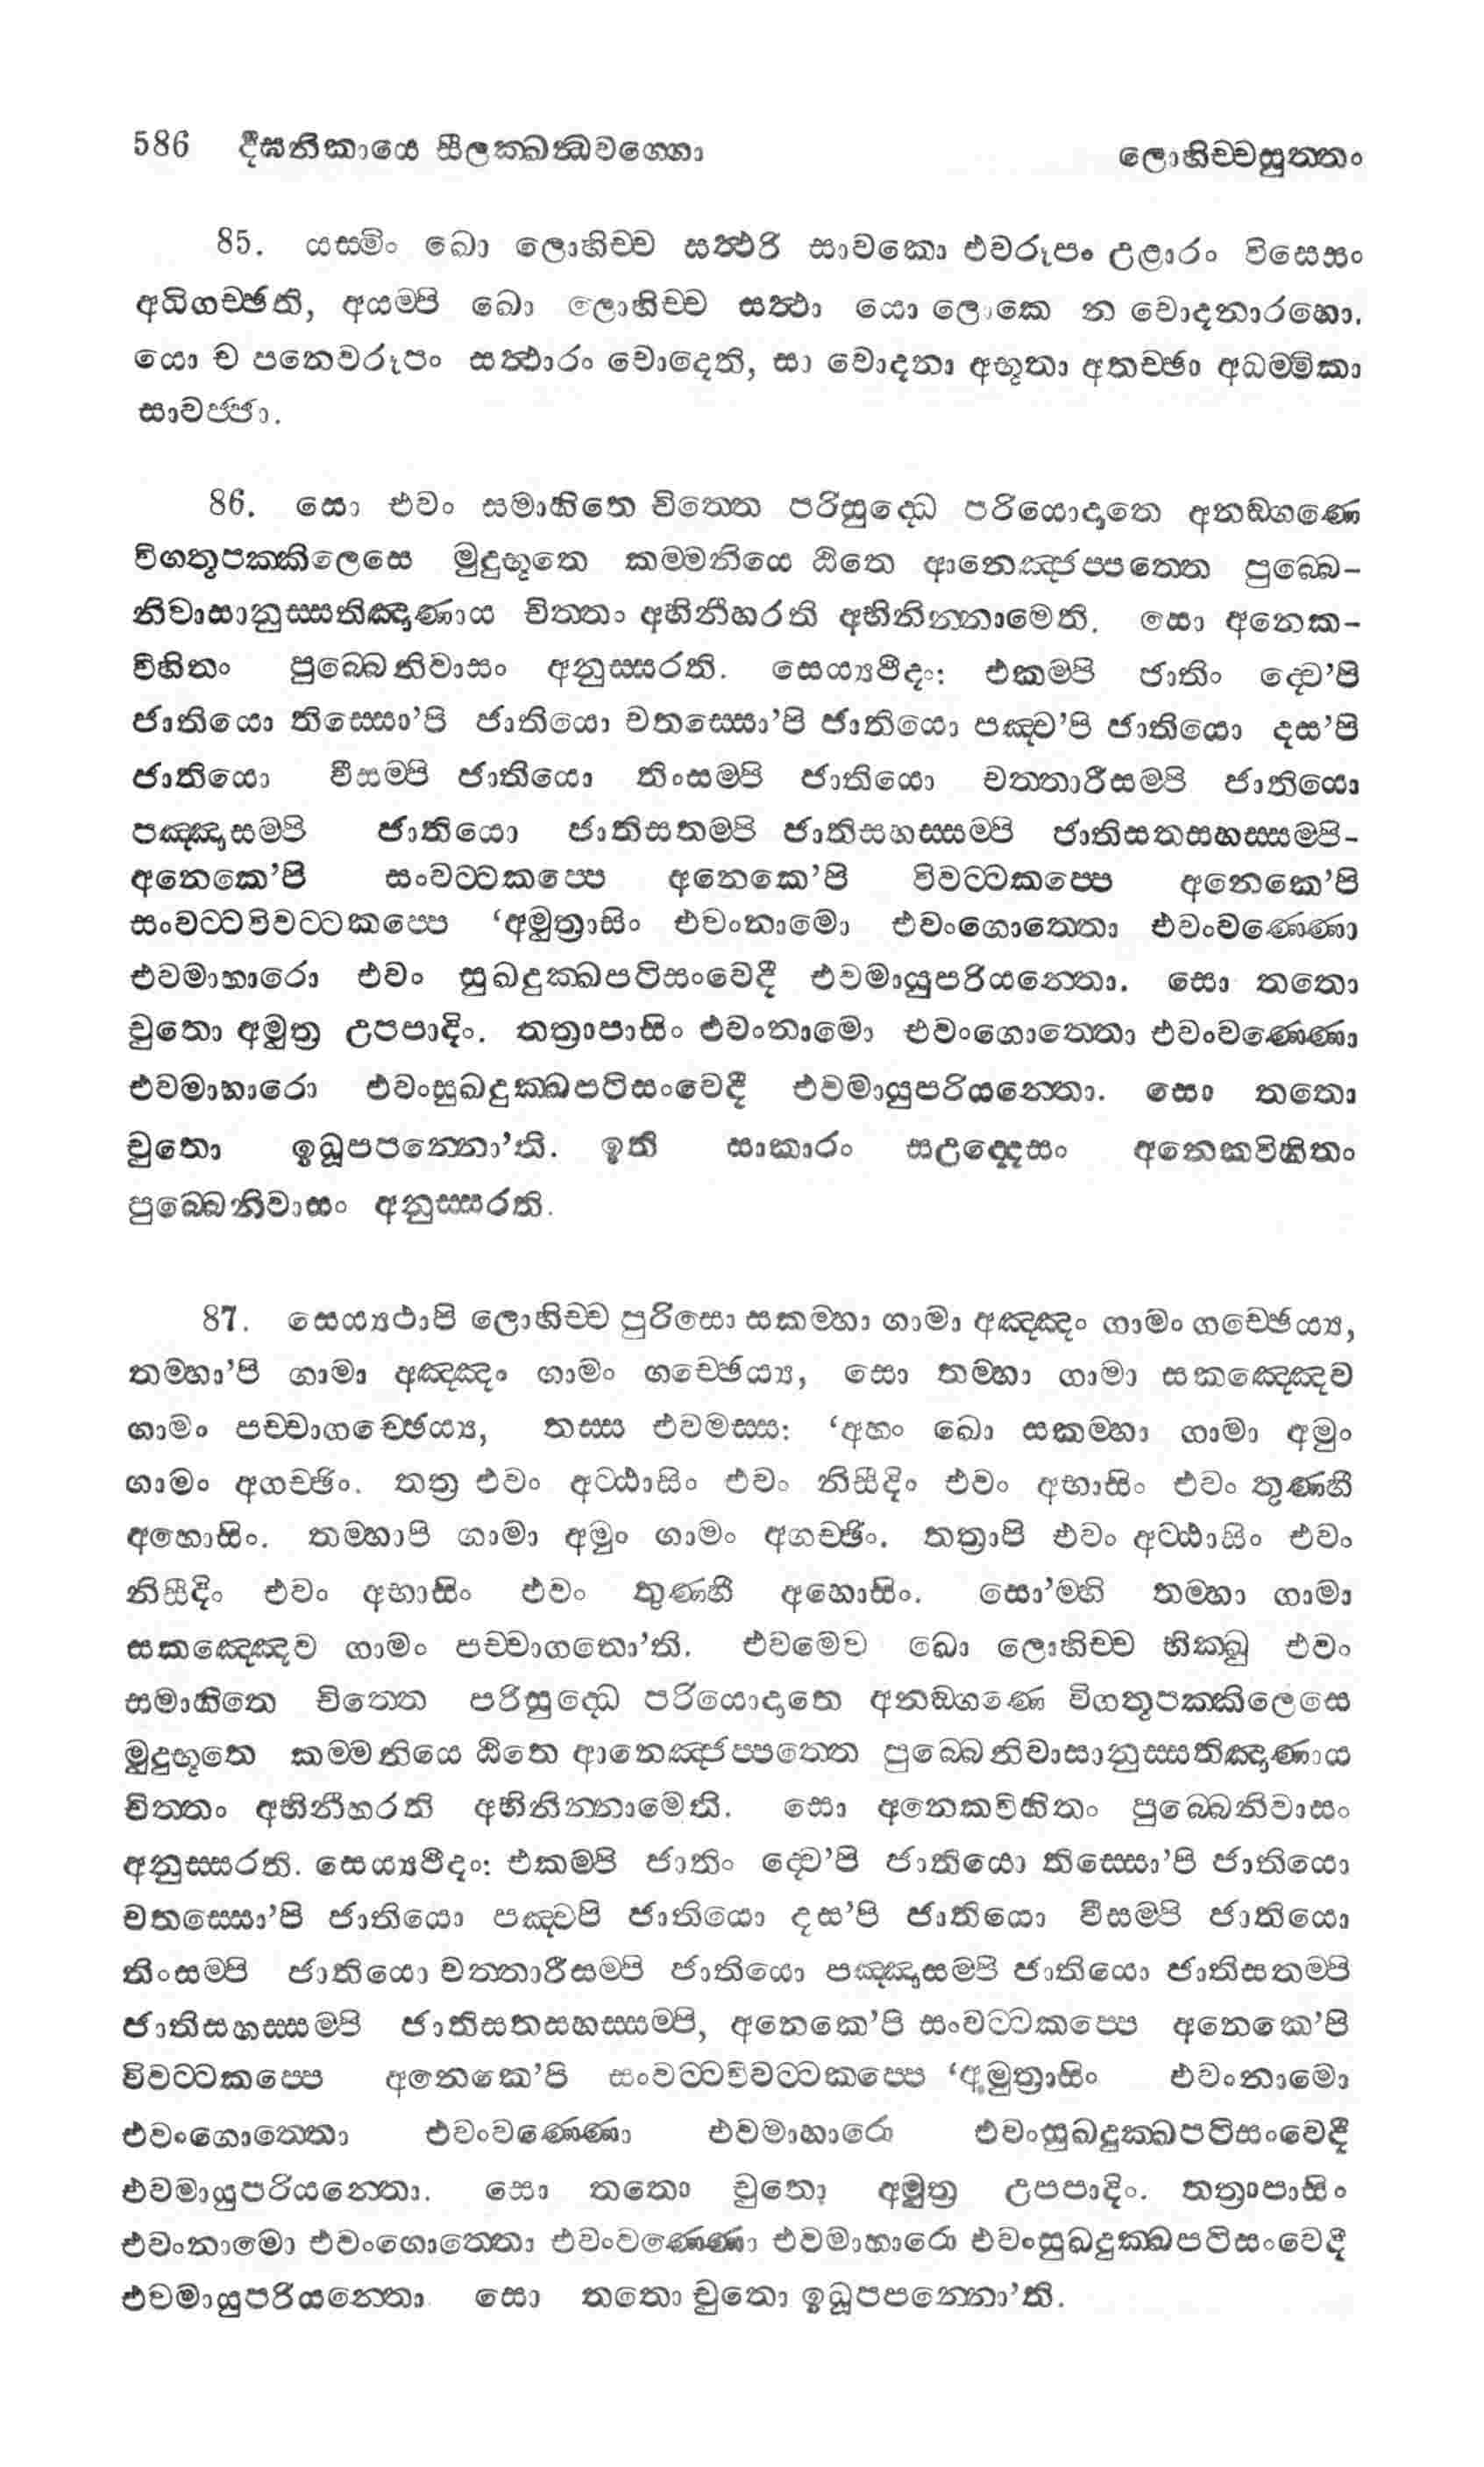 586 දීඝනිකායෙ සීලක්ඛන්ධවග්ගො ලොහිච්චසුත්තං
85. යස්මිං ඛො ලොහිච්ච සත්ථරි සාවකො එවරූපං උළාරං විසෙසං
අධිගච්ඡති, අයම්පි ඛො ලොහිච්ච සත්ථා යො ලොකෙ න චොදනාරහො.
යො ච පනෙවරූපං සත්ථාරං චොදෙති, සා චොදනා අභූතා අතච්ඡා අධම්මිකා
සාවජ්ජා.
86. සො එවං සමාහිතෙ චිත්තෙ පරිසුද්ධෙ පරියොදාතෙ අනඞ්ගණෙ
විගතූපක්කිලෙසෙ මුදුභූතෙ කම්මනියෙ ඨිතෙ ආනෙඤ්ජප්පත්තෙ පුබ්බෙ-
නිවාසානුස්සතිඤාණාය චිත්තං අභිනීහරති අභිනින්නාමෙති. සො අනෙක-
විහිතං පුබ්බෙනිවාසං අනුස්සරති. සෙය්‍යථීදං: එකම්පි ජාතිං ද්වෙ’පි
ජාතියො තිස්සො’පි ජාතියො චතස්සො’පි ජාතියො පඤ්ච’පි ජාතියො දස’පි
ජාතියො වීසම්පි ජාතියො තිංසම්පි ජාතියො චත්තාරීසම්පි ජාතියො
පඤ්ඤාසම්පි ජාතියො ජාතිසතම්පි ජාතිසහස්සම්පි ජාතිසතසහස්සම්පි-
අනෙකෙ’පි සංවට්ටකප්පෙ අනෙකෙ’පි විවට්ටකප්පෙ අනෙකෙ’පි
සංවට්ටවිවට්ටකප්පෙ ‘අමුත්‍රාසිං එවංනාමො එවංගොත්තො එවංවණ්ණො
එවමාහාරො එවං සුඛදුක්ඛපටිසංවෙදී එවමායුපරියන්තො. සො තතො
චුතො අමුත්‍ර උපපාදිං. තත්‍රාපාසිං එවංනාමො එවංගොත්තො එවංවණ්ණො
එවමාහාරො එවංසුඛදුක්ඛපටිසංවෙදී එවමායුපරියන්තො. සො තතො
චුතො ඉධූපපන්නො’ති. ඉති සාකාරං සඋද්දෙසං අනෙකවිහිතං
පුබ්බෙනිවාසං අනුස්සරති.
87. සෙය්‍යථාපි ලොහිච්ච පුරිසො සකම්හා ගාමා අඤ්ඤං ගාමං ගච්ඡෙය්‍ය,
තම්හා’පි ගාමා අඤ්ඤං ගාමං ගච්ඡෙය්‍ය, සො තම්හා ගාමා සකඤ්ඤෙව
ගාමං පච්චාගච්ඡෙය්‍ය, තස්ස එවමස්ස: ‘අහං ඛො සකම්හා ගාමා අමුං
ගාමං අගච්ඡිං. තත්‍ර එවං අට්ඨාසිං එවං නිසීදිං එවං අභාසිං එවං තුණ්හී
අහොසිං. තම්හාපි ගාමා අමුං ගාමං අගච්ඡිං. තත්‍රාපි එවං අට්ඨාසිං එවං
නිසීදිං එවං අභාසිං එවං තුණ්හී අහොසිං. සො’ම්හි තම්හා ගාමා
සකඤ්ඤෙව ගාමං පච්චාගතො’ති. එවමෙව ඛො ලොහිච්ච භික්ඛු එවං
සමාහිතෙ චිත්තෙ පරිසුද්ධෙ පරියොදාතෙ අනඞ්ගණෙ විගතූපක්කිලෙසෙ
මුදුභූතෙ කම්මනියෙ ඨිතෙ ආනෙඤ්ජප්පත්තෙ පුබ්බෙනිවාසානුස්සතිඤාණාය
චිත්තං අභිනීහරති අභිනින්නාමෙති. සො අනෙකවිහිතං පුබ්බෙනිවාසං
අනුස්සරති. සෙය්‍යථීදං: එකම්පි ජාතිං ද්වෙ’පි ජාතියො තිස්සො’පි ජාතියො
චතස්සො’පි ජාතියො පඤ්චපි ජාතියො දස’පි ජාතියො වීසම්පි ජාතියො
තිංසම්පි ජාතියො චත්තාරීසම්පි ජාතියො පඤ්ඤාසම්පි ජාතියො ජාතිසතම්පි
ජාතිසහස්සම්පි ජාතිසතසහස්සම්පි, අනෙකෙ’පි සංවට්ටකප්පෙ අනෙකෙ’පි
විවට්ටකප්පෙ අනෙකෙ’පි සංවට්ටවිවට්ටකප්පෙ ‘අමුත්‍රාසිං එවංනාමො
එවංගොත්තො එවංවණ්ණො එවමාහාරො එවංසුඛදුක්ඛපටිසංවෙදී
එවමායුපරියන්තො. සො තතො චුතො අමුත්‍ර උපපාදිං. තත්‍රාපාසිං
එවංනාමො එවංගොත්තො එවංවණ්ණො එවමාහාරො එවංසුඛදුක්ඛපටිසංවෙදී
එවමායුපරියන්තො සො තතො චුතො ඉධූපපන්නො’ති.